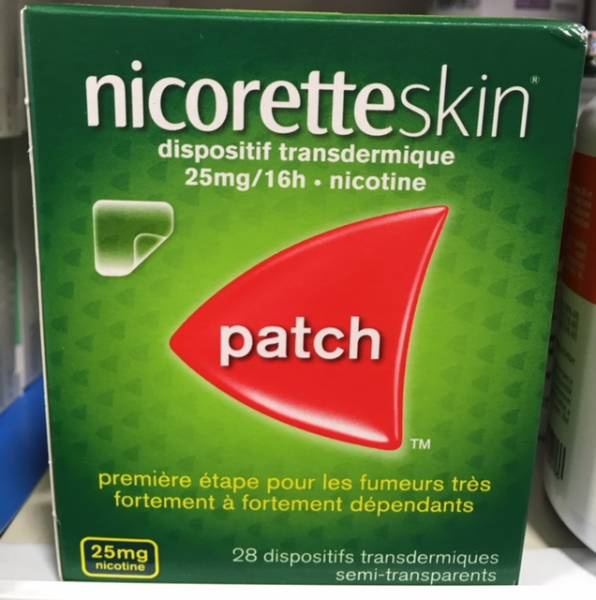 nicoretteskin®
dispositif transdermique
25mg/16h • nicotine
patch
TM
première étape pour les fumeurs très
fortement à fortement dépendants
25mg
nicotine
28 dispositifs transdermiques
semi-transparents